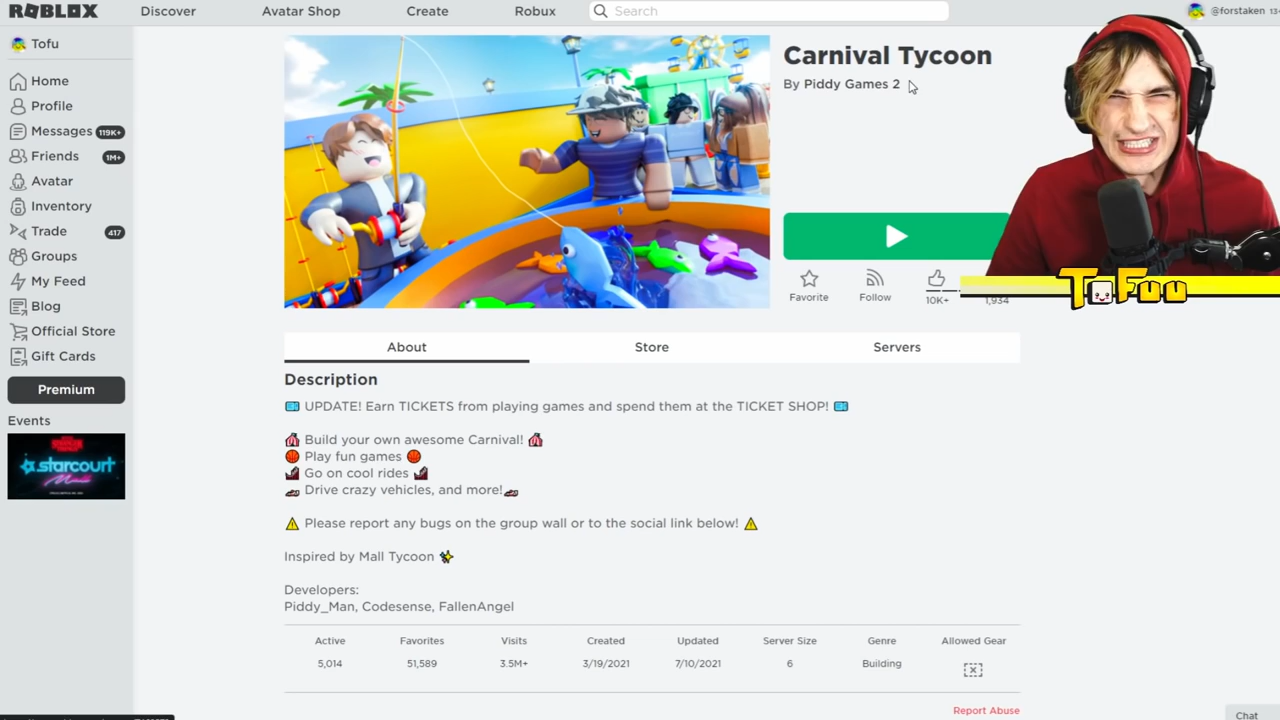 ROBLOX Discover Avatar Shop Create Robux Search @forstaken
Tofu
Home
Profile
Messages 119K+
Friends 1M+
Avatar
Inventory
Trade 417
Groups
My Feed
Blog
Official Store
Gift Cards
Premium
Events
starcourt
Carnival Tycoon
By Piddy Games 2
Favorite Follow 10K+ 1,934
ToFuu
About Store Servers
Description
UPDATE! Earn TICKETS from playing games and spend them at the TICKET SHOP!
Build your own awesome Carnival!
Play fun games
Go on cool rides
Drive crazy vehicles, and more!
Please report any bugs on the group wall or to the social link below!
Inspired by Mall Tycoon
Developers:
Piddy_Man, Codesense, FallenAngel
Active Favorites Visits Created Updated Server Size Genre Allowed Gear
5,014 51,589 3.5M+ 3/19/2021 7/10/2021 6 Building
Report Abuse
Chat